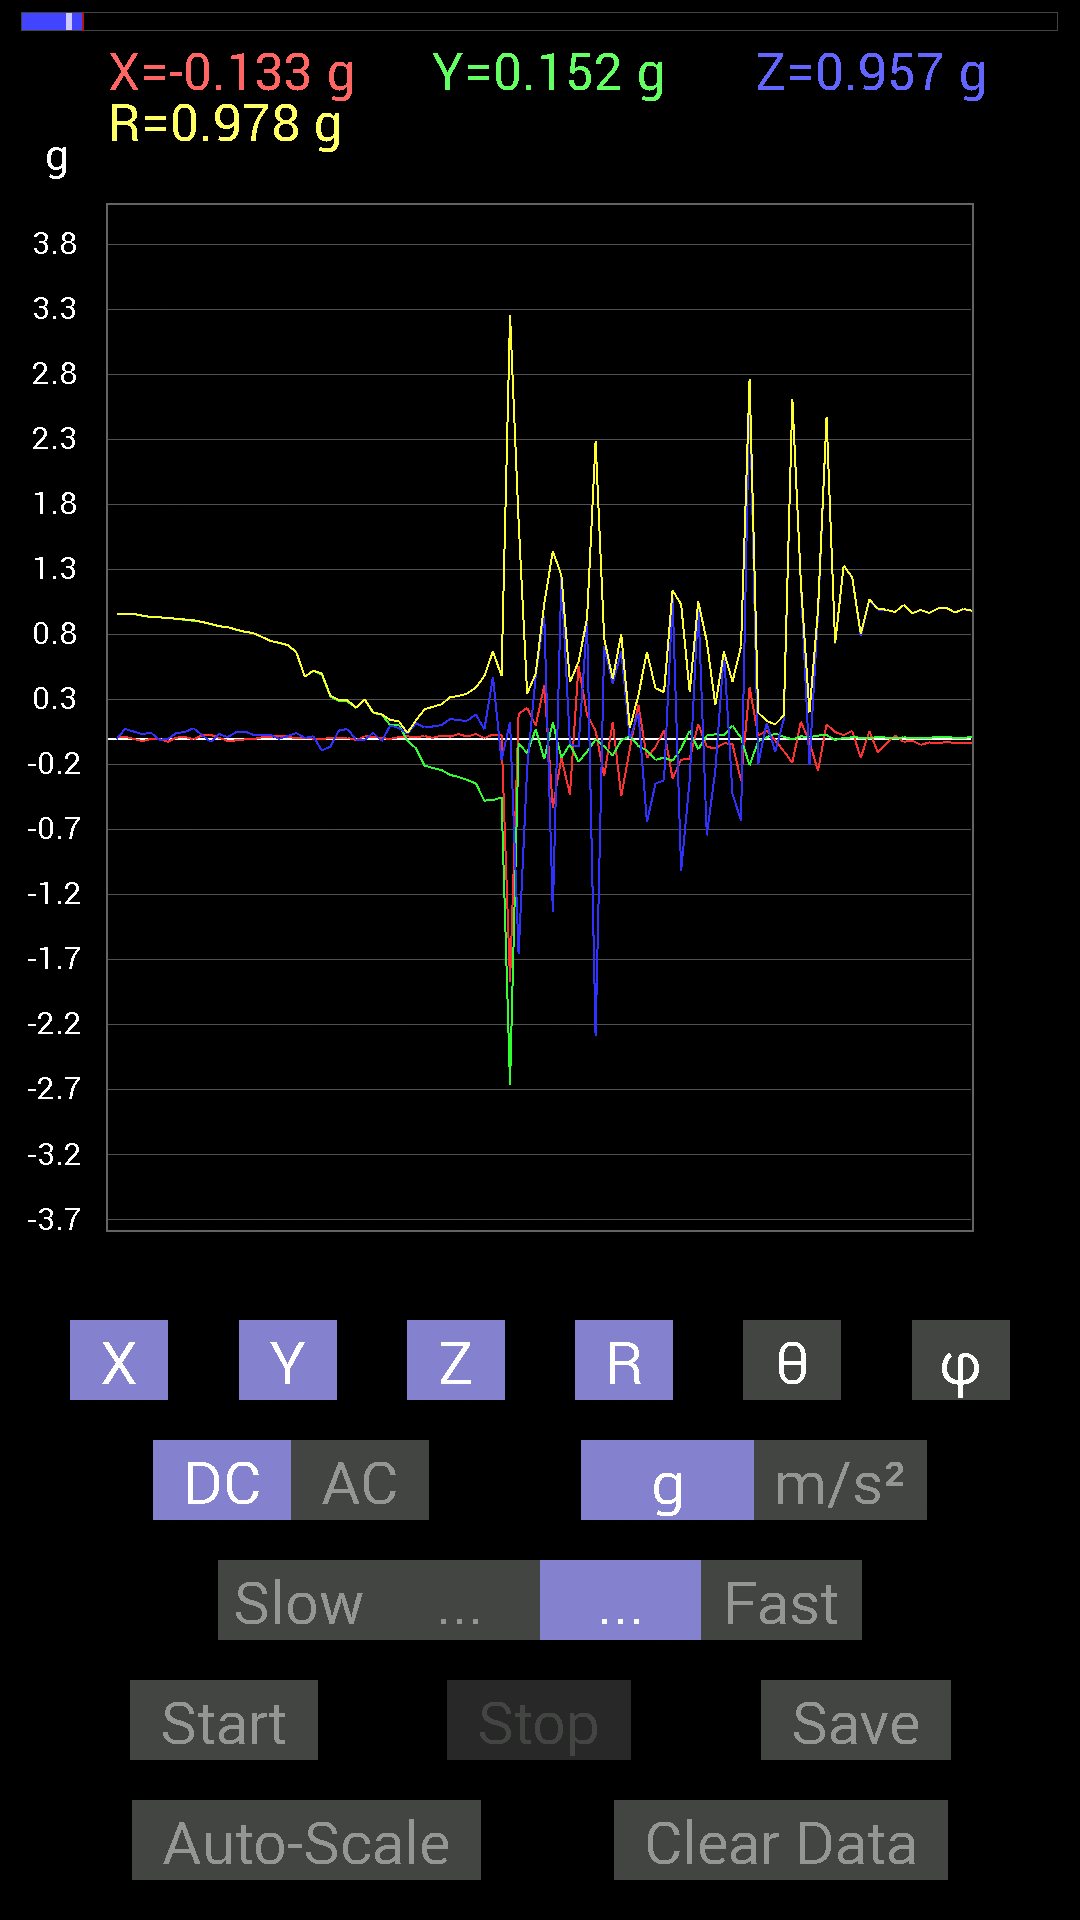 X=-0.133 g Y=0.152 g Z=0.957 g
R=0.978 g
g
3.8
3.3
2.8
2.3
1.8
1.3
0.8
0.3
-0.2
-0.7
-1.2
-1.7
-2.2
-2.7
-3.2
-3.7
X Y Z R θ φ
DC AC g m/s²
Slow ... ... Fast
Start Stop Save
Auto-Scale Clear Data